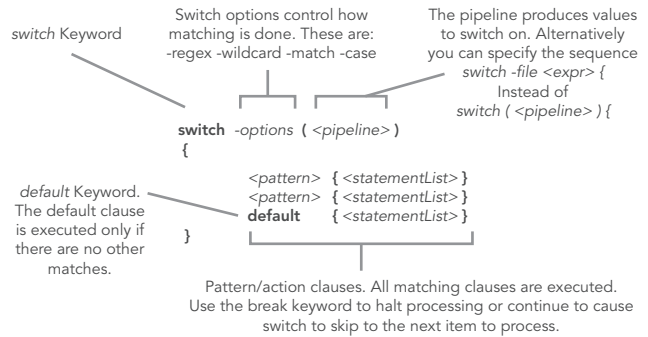 switch Keyword
Switch options control how
matching is done. These are:
-regex -wildcard -match -case
The pipeline produces values
to switch on. Alternatively
you can specify the sequence
switch -file <expr> {
Instead of
switch ( <pipeline> ) {
switch -options ( <pipeline> )
{
<pattern> { <statementList> }
<pattern> { <statementList> }
default { <statementList> }
}
default Keyword.
The default clause
is executed only if
there are no other
matches.
Pattern/action clauses. All matching clauses are executed.
Use the break keyword to halt processing or continue to cause
switch to skip to the next item to process.